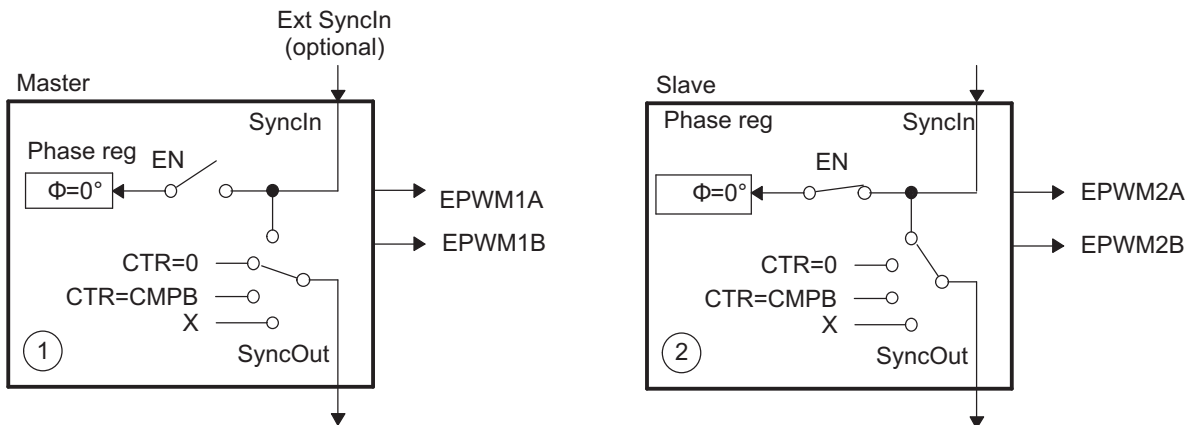 Ext SyncIn
(optional)
Master
SyncIn
Phase reg
EN
Φ=0°
EPWM1A
EPWM1B
CTR=0
CTR=CMPB
X
1
SyncOut
Slave
Phase reg
SyncIn
EN
Φ=0°
EPWM2A
EPWM2B
CTR=0
CTR=CMPB
X
2
SyncOut